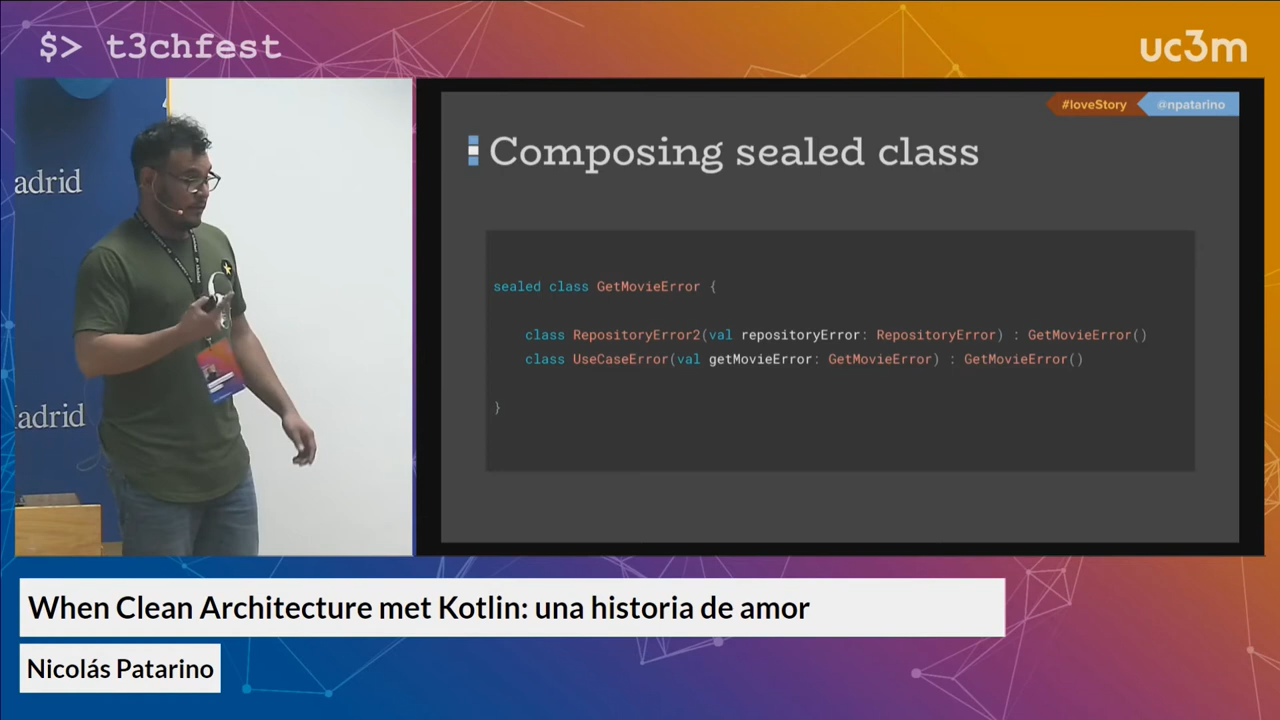 $> t3chfest
uc3m
adrid
adrid
#loveStory
@npatarino
Composing sealed class
sealed class GetMovieError {
class RepositoryError2(val repositoryError: RepositoryError) : GetMovieError()
class UseCaseError(val getMovieError: GetMovieError) : GetMovieError()
}
When Clean Architecture met Kotlin: una historia de amor
Nicolás Patarino